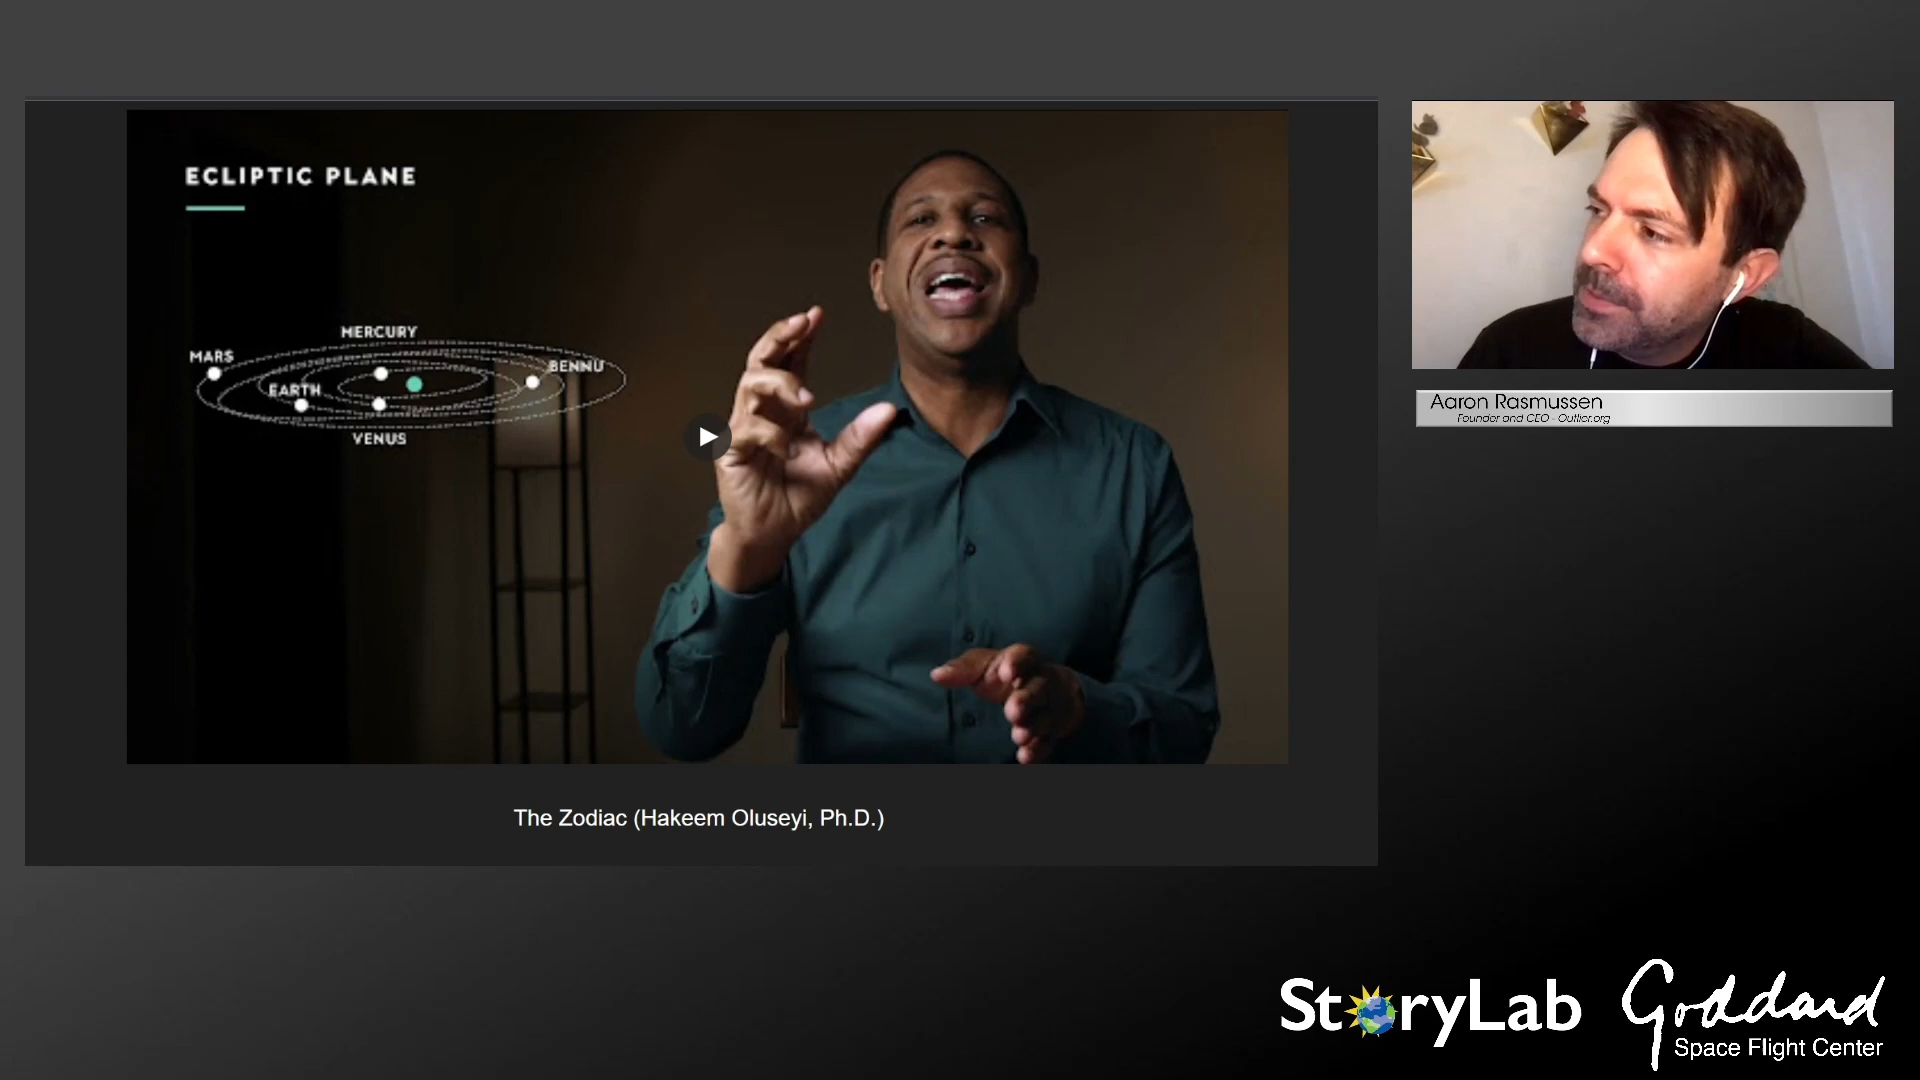 ECLIPTIC PLANE
MERCURY
MARS
BENNU
EARTH
VENUS
The Zodiac (Hakeem Oluseyi, Ph.D.)
Aaron Rasmussen
Founder and CEO - Outlier.org
StoryLab
Goddard
Space Flight Center